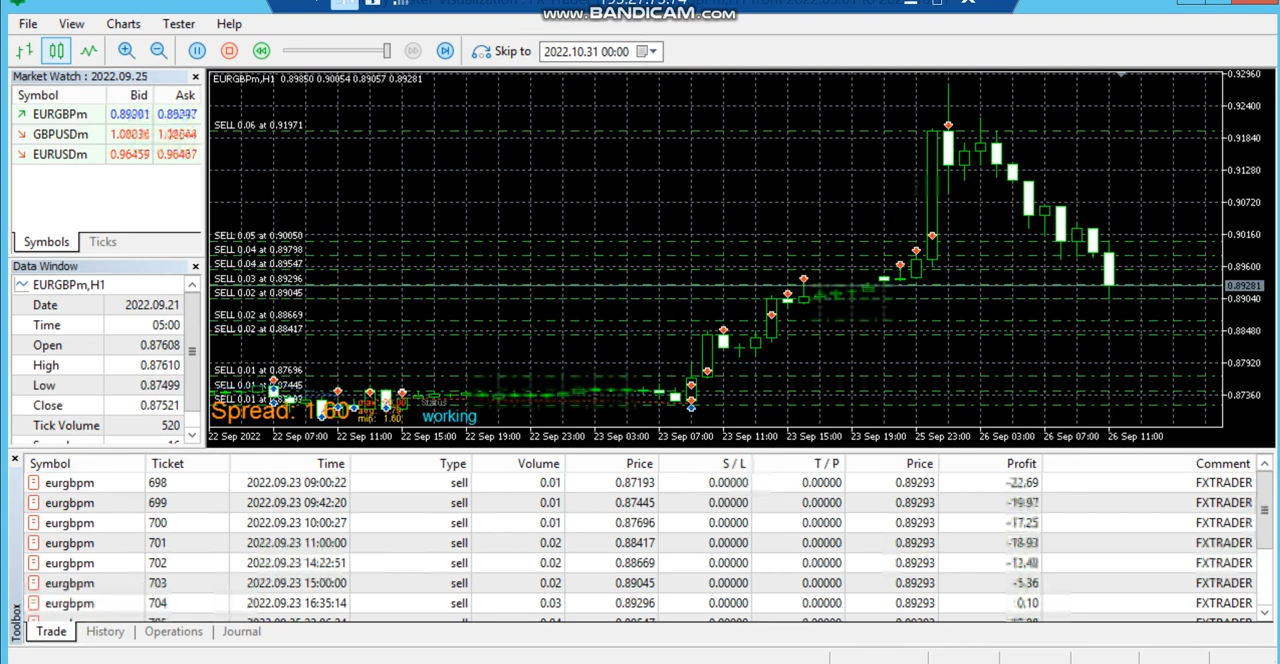 www.BANDICAM.com
File View Charts Tester Help
Skip to 2022.10.31 00:00
Market Watch : 2022.09.25
Symbol Bid Ask
EURGBPm
GBPUSDm
EURUSDm 0.96459 0.96487
Symbols Ticks
Data Window
EURGBPm,H1
Date 2022.09.21
Time 05:00
Open 0.87608
High 0.87610
Low 0.87499
Close 0.87521
Tick Volume 520
EURGBPm,H1 0.89850 0.90054 0.89057 0.89281
SELL 0.06 at 0.91971
SELL 0.05 at 0.90050
SELL 0.04 at 0.89798
SELL 0.04 at 0.89547
SELL 0.03 at 0.89296
SELL 0.02 at 0.89045
SELL 0.02 at 0.88669
SELL 0.02 at 0.88417
SELL 0.01 at 0.87696
SELL 0.01 at 0.87445
Spread: 1.60
min: 1.60
working
0.92960
0.92400
0.91840
0.91280
0.90720
0.90160
0.89600
0.89281
0.89040
0.88480
0.87920
0.87360
22 Sep 2022 22 Sep 07:00 22 Sep 11:00 22 Sep 15:00 22 Sep 19:00 22 Sep 23:00 23 Sep 03:00 23 Sep 07:00 23 Sep 11:00 23 Sep 15:00 23 Sep 19:00 25 Sep 23:00 26 Sep 03:00 26 Sep 07:00 26 Sep 11:00
Symbol Ticket Time Type Volume Price S / L T / P Price Profit Comment
eurgbpm 698 2022.09.23 09:00:22 sell 0.01 0.87193 0.00000 0.00000 0.89293 -22.69 FXTRADER
eurgbpm 699 2022.09.23 09:42:20 sell 0.01 0.87445 0.00000 0.00000 0.89293 -19.97 FXTRADER
eurgbpm 700 2022.09.23 10:00:27 sell 0.01 0.87696 0.00000 0.00000 0.89293 -17.25 FXTRADER
eurgbpm 701 2022.09.23 11:00:00 sell 0.02 0.88417 0.00000 0.00000 0.89293 -18.93 FXTRADER
eurgbpm 702 2022.09.23 14:22:51 sell 0.02 0.88669 0.00000 0.00000 0.89293 FXTRADER
eurgbpm 703 2022.09.23 15:00:00 sell 0.02 0.89045 0.00000 0.00000 0.89293 -5.36 FXTRADER
eurgbpm 704 2022.09.23 16:35:14 sell 0.03 0.89296 0.00000 0.00000 0.89293 0.10 FXTRADER
Toolbox
Trade History Operations Journal